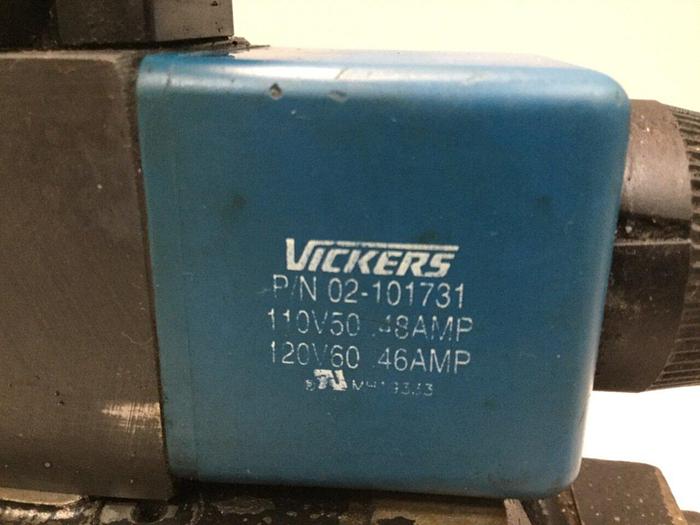 VICKERS
P/N 02-101731
110V50 .48AMP
120V60 .46AMP